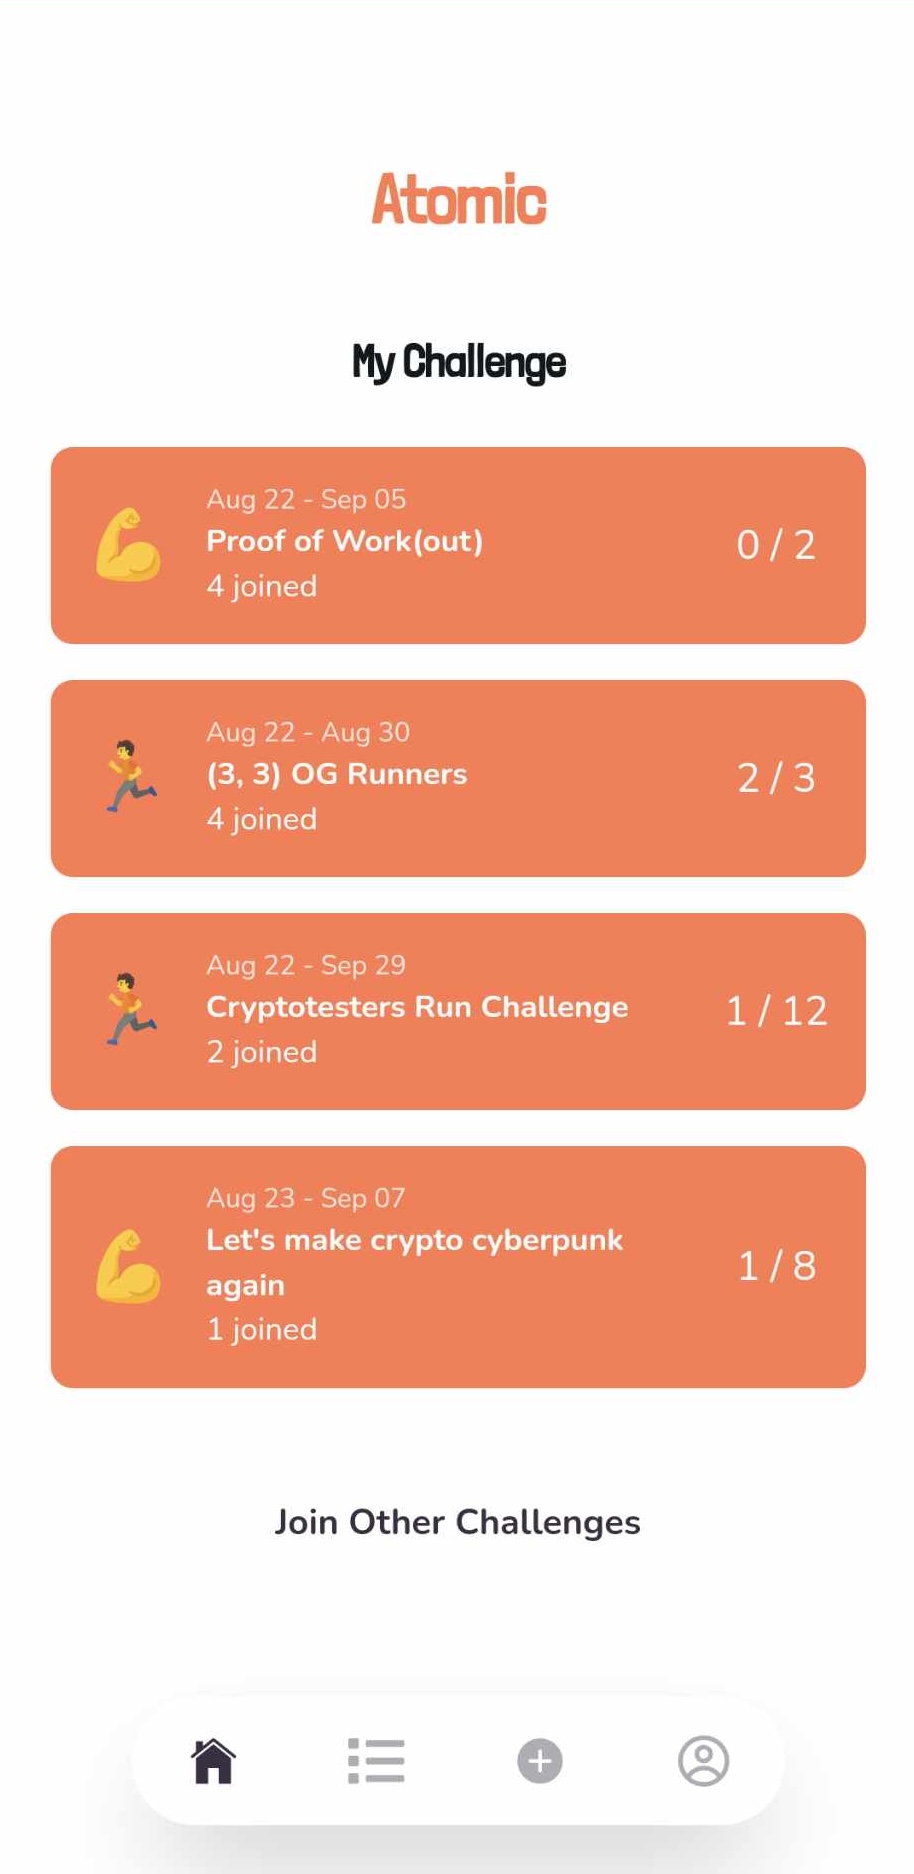 Atomic
My Challenge
Aug 22 - Sep 05
Proof of Work(out)
4 joined
0 / 2
Aug 22 - Aug 30
(3, 3) OG Runners
4 joined
2 / 3
Aug 22 - Sep 29
Cryptotesters Run Challenge
2 joined
1 / 12
Aug 23 - Sep 07
Let's make crypto cyberpunk
again
1 joined
1 / 8
Join Other Challenges